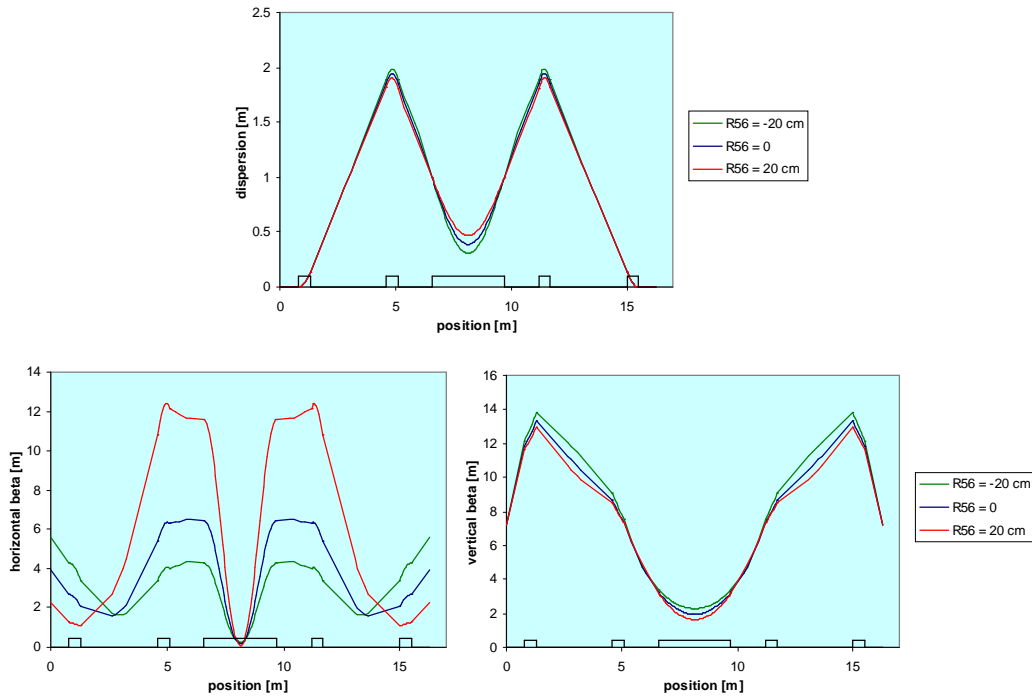 2.5
2
1.5
1
0.5
0
dispersion [m]
0 5 10 15
position [m]
R56 = -20 cm
R56 = 0
R56 = 20 cm
14
12
10
8
6
4
2
0
horizontal beta [m]
0 5 10 15
position [m]
16
14
12
10
8
6
4
2
0
vertical beta [m]
0 5 10 15
position [m]
R56 = -20 cm
R56 = 0
R56 = 20 cm